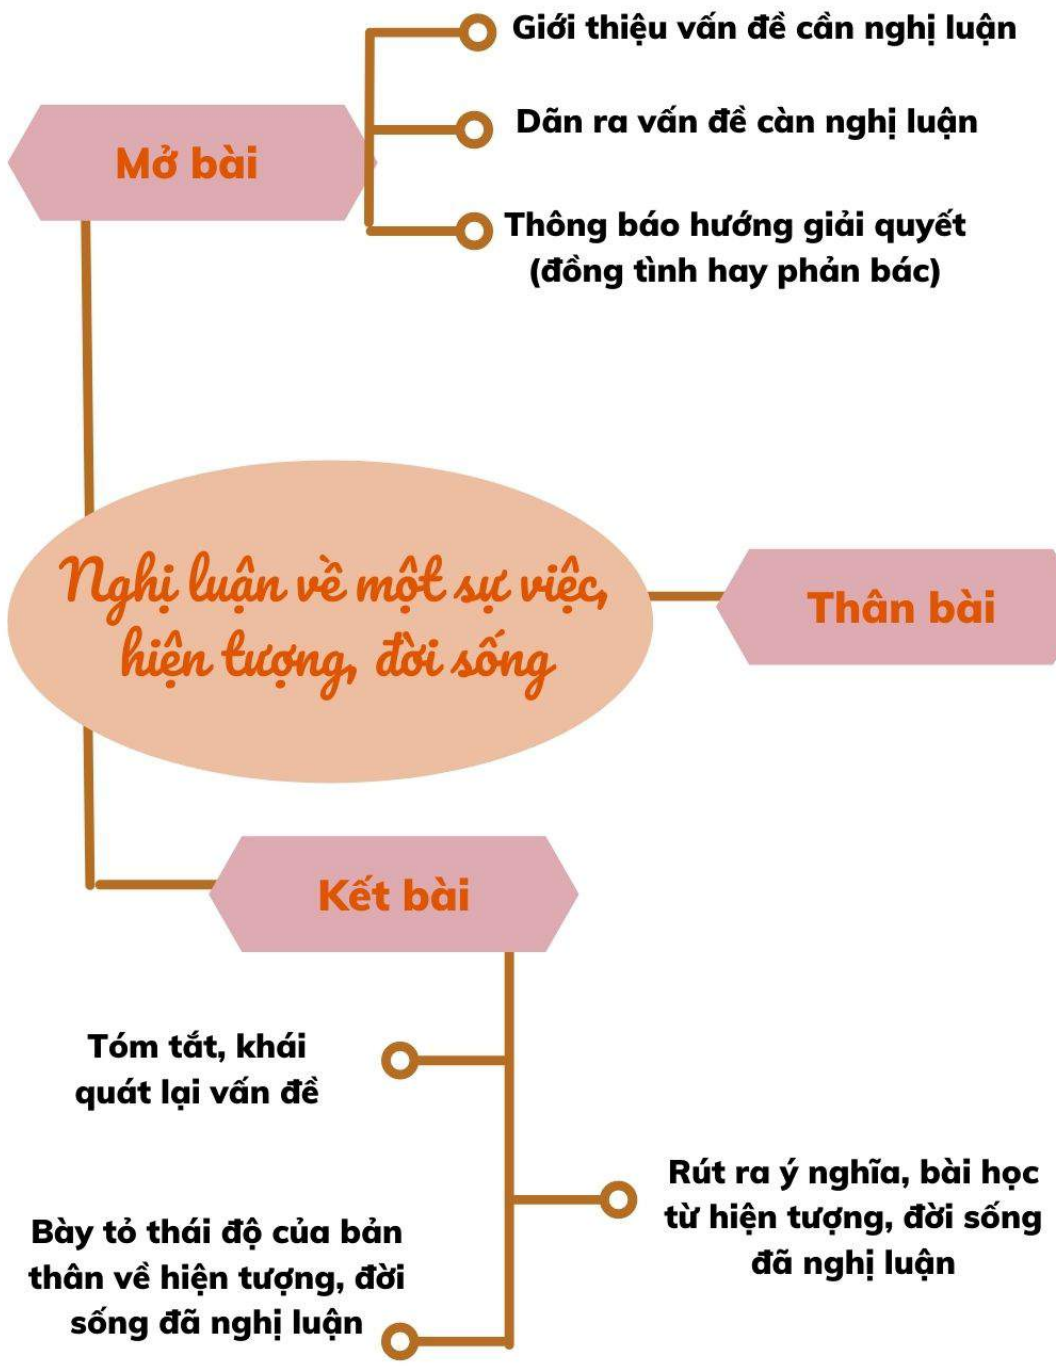 Giới thiệu vấn đề cần nghị luận
Dãn ra vấn đề càn nghị luận
Mở bài
Thông báo hướng giải quyết
(đồng tình hay phản bác)
Nghị luận về một sự việc,
hiện tượng, đời sống
Thân bài
Kết bài
Tóm tắt, khái
quát lại vấn đề
Rút ra ý nghĩa, bài học
từ hiện tượng, đời sống
đã nghị luận
Bày tỏ thái độ của bản
thân về hiện tượng, đời
sống đã nghị luận